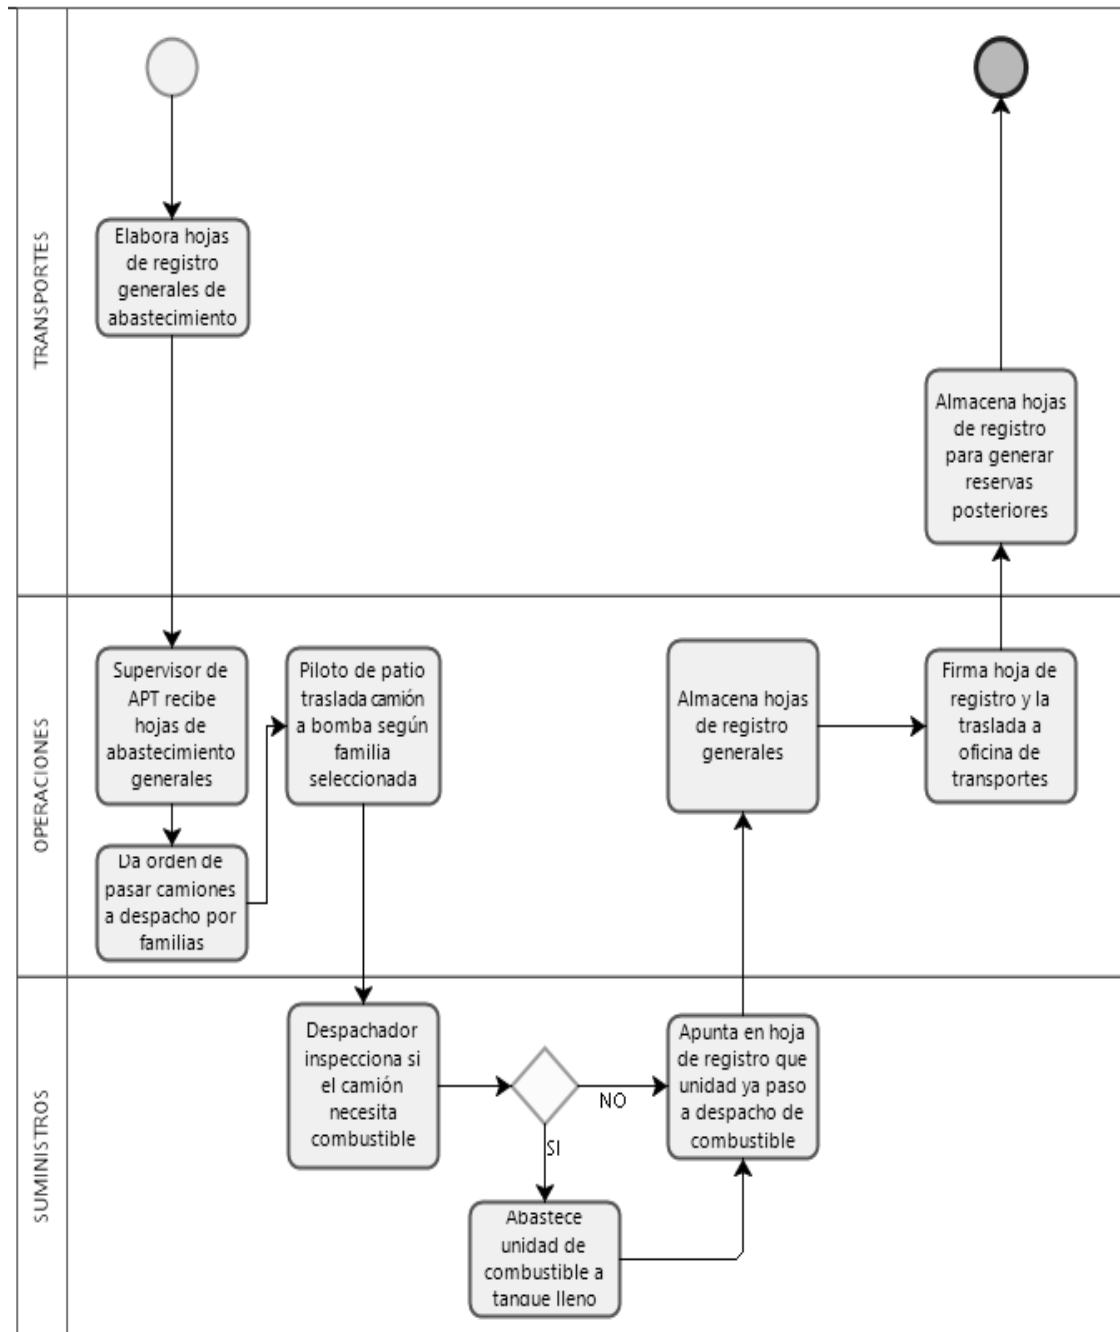 TRANSPORTES
Elabora hojas
de registro
generales de
abastecimiento
Almacena hojas
de registro
para generar
reservas
posteriores
OPERACIONES
Supervisor de
APT recibe
hojas de
abastecimiento
generales
Piloto de patio
traslada camión
a bomba según
familia
seleccionada
Almacena hojas
de registro
generales
Firma hoja de
registro y la
traslada a
oficina de
transportes
Da orden de
pasar camiones
a despacho por
familias
SUMINISTROS
Despachador
inspecciona si
el camión
necesita
combustible
NO
SI
Apunta en hoja
de registro que
unidad ya paso
a despacho de
combustible
Abastece
unidad de
combustible a
tanque lleno